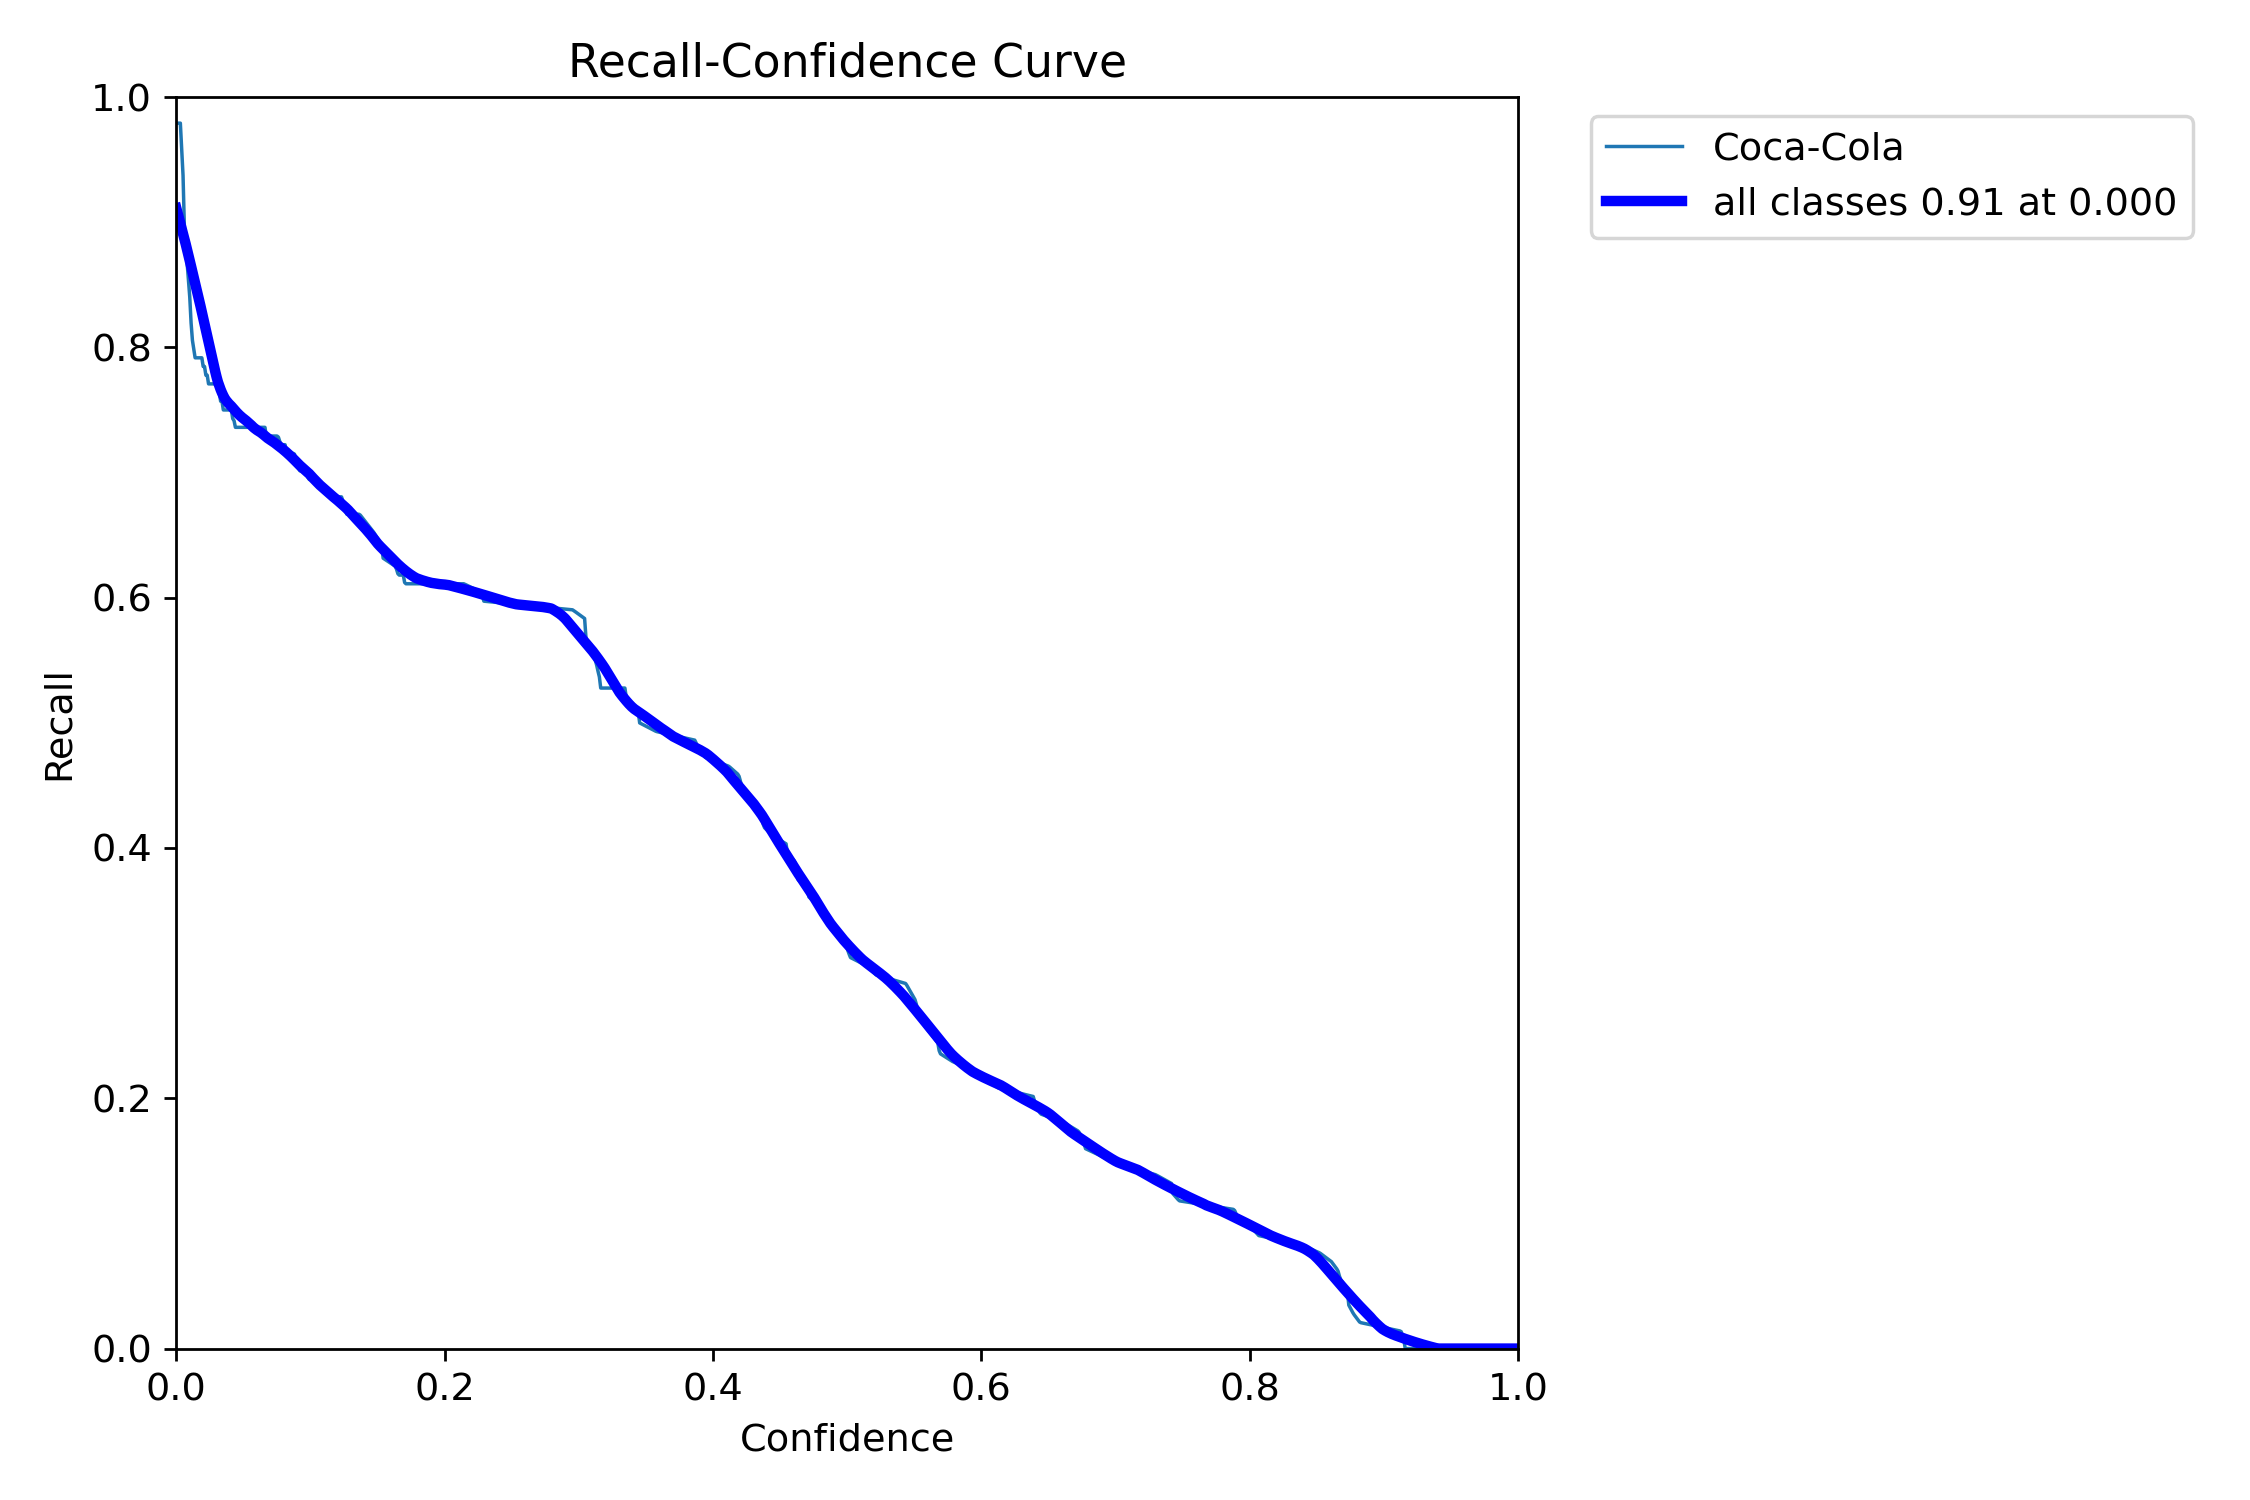 Recall-Confidence Curve
Coca-Cola
all classes 0.91 at 0.000
Recall
1.0
0.8
0.6
0.4
0.2
0.0
0.0 0.2 0.4 0.6 0.8 1.0
Confidence